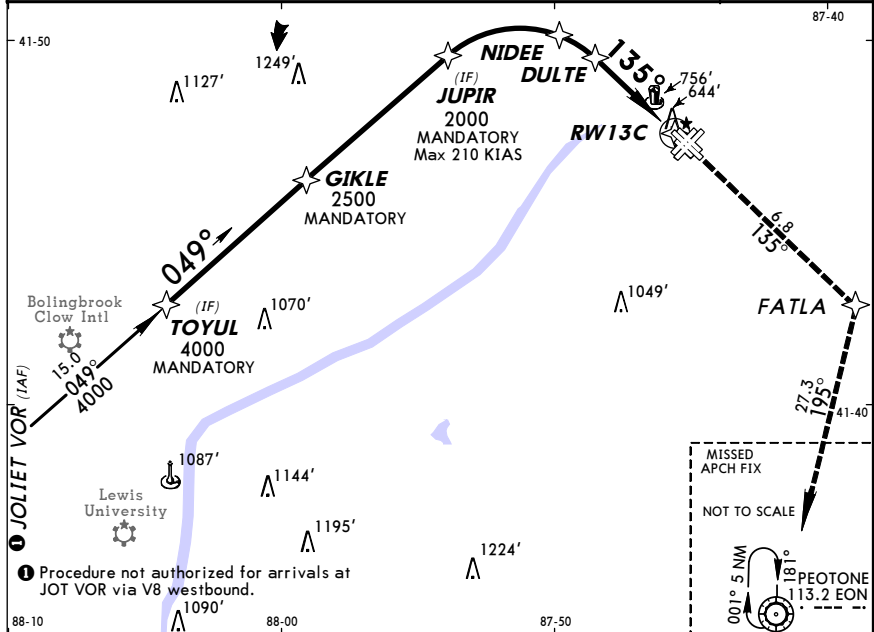 41-50
87-40
1249'
1127'
NIDEE
DULTE
135°
756'
644'
(IF)
JUPIR
2000
MANDATORY
Max 210 KIAS
RW13C
GIKLE
2500
MANDATORY
049°
6.8
135°
Bolingbrook
Clow Intl
(IF)
TOYUL
4000
MANDATORY
1070'
1049'
FATLA
15.0
049°
4000
27.3
195°
41-40
1 JOLIET VOR (IAF)
1087'
1144'
Lewis
University
1195'
1224'
MISSED
APCH FIX
NOT TO SCALE
1 Procedure not authorized for arrivals at
JOT VOR via V8 westbound.
1090'
001° 5 NM
181°
PEOTONE
113.2 EON
88-10
88-00
87-50